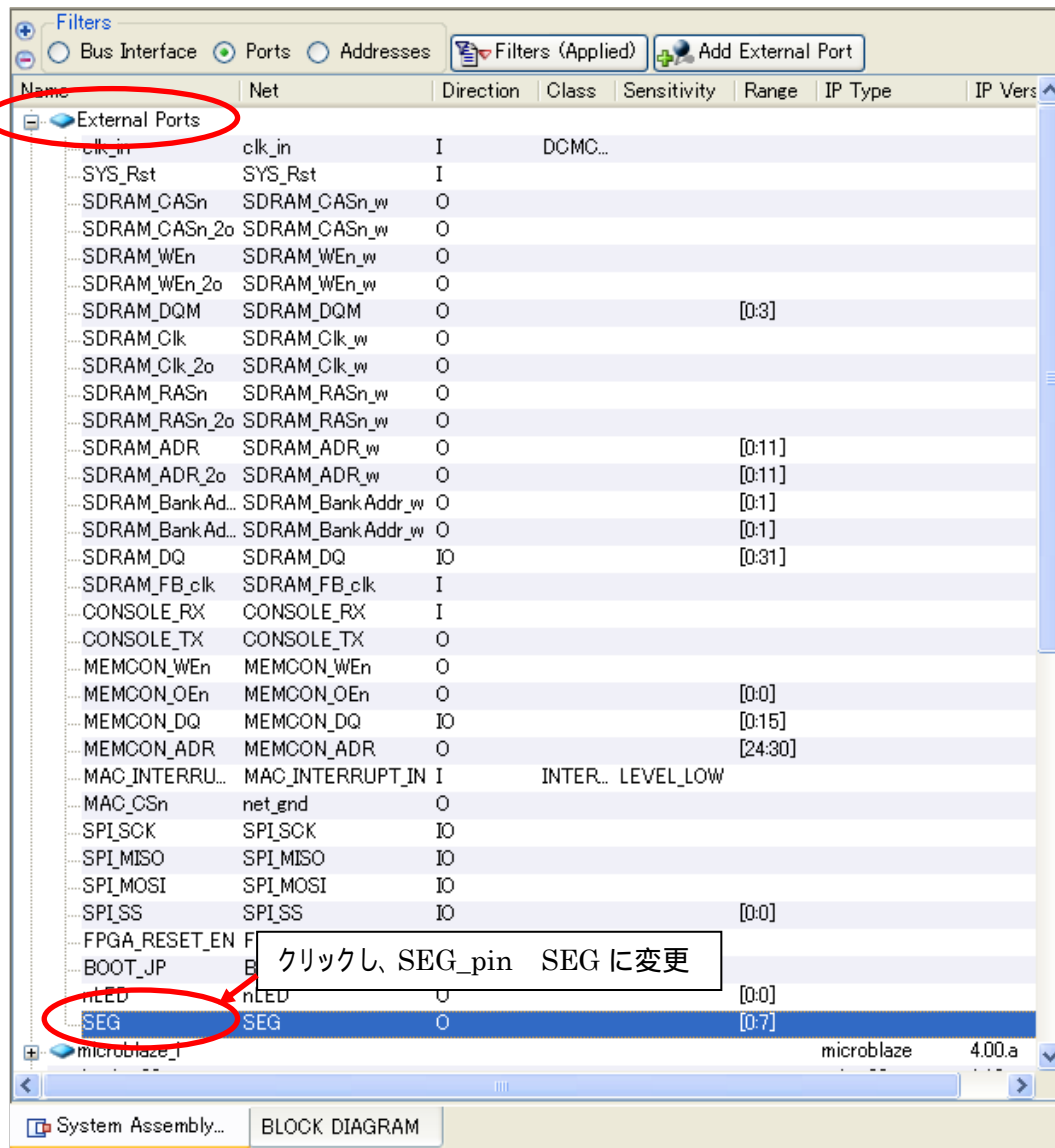 Filters
Bus Interface Ports Addresses Filters (Applied) Add External Port
Name Net Direction Class Sensitivity Range IP Type IP Vers
External Ports
clk_in clk_in I DCMC...
SYS_Rst SYS_Rst I
SDRAM_CASn SDRAM_CASn_w O
SDRAM_CASn_2o SDRAM_CASn_w O
SDRAM_WEn SDRAM_WEn_w O
SDRAM_WEn_2o SDRAM_WEn_w O
SDRAM_DQM SDRAM_DQM O [0:3]
SDRAM_Clk SDRAM_Clk_w O
SDRAM_Clk_2o SDRAM_Clk_w O
SDRAM_RASn SDRAM_RASn_w O
SDRAM_RASn_2o SDRAM_RASn_w O
SDRAM_ADR SDRAM_ADR_w O [0:11]
SDRAM_ADR_2o SDRAM_ADR_w O [0:11]
SDRAM_BankAd... SDRAM_BankAddr_w O [0:1]
SDRAM_BankAd... SDRAM_BankAddr_w O [0:1]
SDRAM_DQ SDRAM_DQ IO [0:31]
SDRAM_FB_clk SDRAM_FB_clk I
CONSOLE_RX CONSOLE_RX I
CONSOLE_TX CONSOLE_TX O
MEMCON_WEn MEMCON_WEn O
MEMCON_OEn MEMCON_OEn O [0:0]
MEMCON_DQ MEMCON_DQ IO [0:15]
MEMCON_ADR MEMCON_ADR O [24:30]
MAC_INTERRU... MAC_INTERRUPT_IN I INTER... LEVEL_LOW
MAC_CSn net_gnd O
SPI_SCK SPI_SCK IO
SPI_MISO SPI_MISO IO
SPI_MOSI SPI_MOSI IO
SPI_SS SPI_SS IO [0:0]
FPGA_RESET_EN F
BOOT_JP B
クリックし、SEG_pin SEG に変更
nLED nLED O [0:0]
SEG SEG O [0:7]
microblaze_i microblaze 4.00.a
System Assembly... BLOCK DIAGRAM